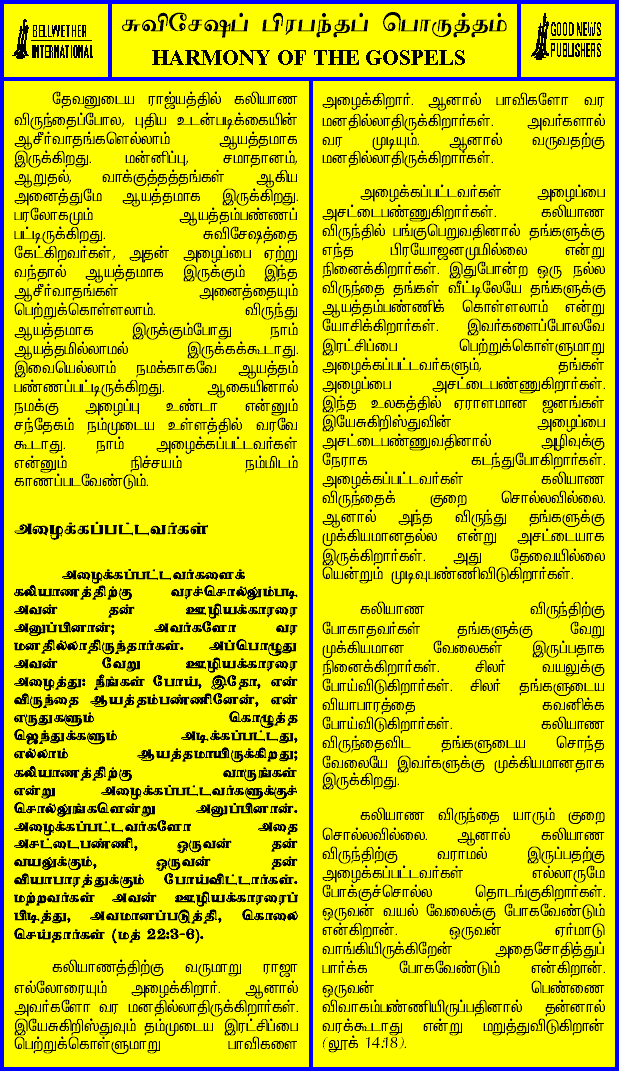 BELLWETHER
INTERNATIONAL
சுவிசேஷப் பிரபந்தப் பொருத்தம்
HARMONY OF THE GOSPELS
GOOD NEWS
PUBLISHERS
தேவனுடைய ராஜ்யத்தில் கலியாண
விருந்தைப்போல, புதிய உடன்படிக்கையின்
ஆசீர்வாதங்களெல்லாம் ஆயத்தமாக
இருக்கிறது. மன்னிப்பு, சமாதானம்,
ஆறுதல், வாக்குத்தத்தங்கள் ஆகிய
அனைத்துமே ஆயத்தமாக இருக்கிறது.
பரலோகமும் ஆயத்தம்பண்ணப்
பட்டிருக்கிறது. சுவிசேஷத்தை
கேட்கிறவர்கள், அதன் அழைப்பை ஏற்று
வந்தால் ஆயத்தமாக இருக்கும் இந்த
ஆசீர்வாதங்கள் அனைத்தையும்
பெற்றுக்கொள்ளலாம். விருந்து
ஆயத்தமாக இருக்கும்போது நாம்
ஆயத்தமில்லாமல் இருக்கக்கூடாது.
இவையெல்லாம் நமக்காகவே ஆயத்தம்
பண்ணப்பட்டிருக்கிறது. ஆகையினால்
நமக்கு அழைப்பு உண்டா என்னும்
சந்தேகம் நம்முடைய உள்ளத்தில் வரவே
கூடாது. நாம் அழைக்கப்பட்டவர்கள்
என்னும் நிச்சயம் நம்மிடம்
காணப்படவேண்டும்.
அழைக்கப்பட்டவர்கள்
அழைக்கப்பட்டவர்களைக்
கலியாணத்திற்கு வரச்சொல்லும்படி
அவன் தன் ஊழியக்காரரை
அனுப்பினான்; அவர்களோ வர
மனதில்லாதிருந்தார்கள். அப்பொழுது
அவன் வேறு ஊழியக்காரரை
அழைத்து: நீங்கள் போய், இதோ, என்
விருந்தை ஆயத்தம்பண்ணினேன், என்
எருதுகளும் கொழுத்த
ஜெந்துக்களும் அடிக்கப்பட்டது,
எல்லாம் ஆயத்தமாயிருக்கிறது;
கலியாணத்திற்கு வாருங்கள்
என்று அழைக்கப்பட்டவர்களுக்குச்
சொல்லுங்களென்று அனுப்பினான்.
அழைக்கப்பட்டவர்களோ அதை
அசட்டைபண்ணி, ஒருவன் தன்
வயலுக்கும், ஒருவன் தன்
வியாபாரத்துக்கும் போய்விட்டார்கள்.
மற்றவர்கள் அவன் ஊழியக்காரரைப்
பிடித்து, அவமானப்படுத்தி, கொலை
செய்தார்கள் (மத் 22:3-6).
கலியாணத்திற்கு வருமாறு ராஜா
எல்லோரையும் அழைக்கிறார். ஆனால்
அவர்களோ வர மனதில்லாதிருக்கிறார்கள்.
இயேசுகிறிஸ்துவும் தம்முடைய இரட்சிப்பை
பெற்றுக்கொள்ளுமாறு பாவிகளை
அழைக்கிறார். ஆனால் பாவிகளோ வர
மனதில்லாதிருக்கிறார்கள். அவர்களால்
வர முடியும். ஆனால் வருவதற்கு
மனதில்லாதிருக்கிறார்கள்.
அழைக்கப்பட்டவர்கள் அழைப்பை
அசட்டைபண்ணுகிறார்கள். கலியாண
விருந்தில் பங்குபெறுவதினால் தங்களுக்கு
எந்த பிரயோஜனமுமில்லை என்று
நினைக்கிறார்கள். இதுபோன்ற ஒரு நல்ல
விருந்தை தங்கள் வீட்டிலேயே தங்களுக்கு
ஆயத்தம்பண்ணிக் கொள்ளலாம் என்று
யோசிக்கிறார்கள். இவர்களைப்போலவே
இரட்சிப்பை பெற்றுக்கொள்ளுமாறு
அழைக்கப்பட்டவர்களும், தங்கள்
அழைப்பை அசட்டைபண்ணுகிறார்கள்.
இந்த உலகத்தில் ஏராளமான ஜனங்கள்
இயேசுகிறிஸ்துவின் அழைப்பை
அசட்டைபண்ணுவதினால் அழிவுக்கு
நேராக கடந்துபோகிறார்கள்.
அழைக்கப்பட்டவர்கள் கலியாண
விருந்தைக் குறை சொல்லவில்லை.
ஆனால் அந்த விருந்து தங்களுக்கு
முக்கியமானதல்ல என்று அசட்டையாக
இருக்கிறார்கள். அது தேவையில்லை
யென்றும் முடிவுபண்ணிவிடுகிறார்கள்.
கலியாண விருந்திற்கு
போகாதவர்கள் தங்களுக்கு வேறு
முக்கியமான வேலைகள் இருப்பதாக
நினைக்கிறார்கள். சிலர் வயலுக்கு
போய்விடுகிறார்கள். சிலர் தங்களுடைய
வியாபாரத்தை கவனிக்க
போய்விடுகிறார்கள். கலியாண
விருந்தைவிட தங்களுடைய சொந்த
வேலையே இவர்களுக்கு முக்கியமானதாக
இருக்கிறது.
கலியாண விருந்தை யாரும் குறை
சொல்லவில்லை. ஆனால் கலியாண
விருந்திற்கு வராமல் இருப்பதற்கு
அழைக்கப்பட்டவர்கள் எல்லாருமே
போக்குச்சொல்ல தொடங்குகிறார்கள்.
ஒருவன் வயல் வேலைக்கு போகவேண்டும்
என்கிறான். ஒருவன் ஏர்மாடு
வாங்கியிருக்கிறேன் அதைசோதித்துப்
பார்க்க போகவேண்டும் என்கிறான்.
ஒருவன் பெண்ணை
விவாகம்பண்ணியிருப்பதினால் தன்னால்
வரக்கூடாது என்று மறுத்துவிடுகிறான்
(லூக் 14:18).